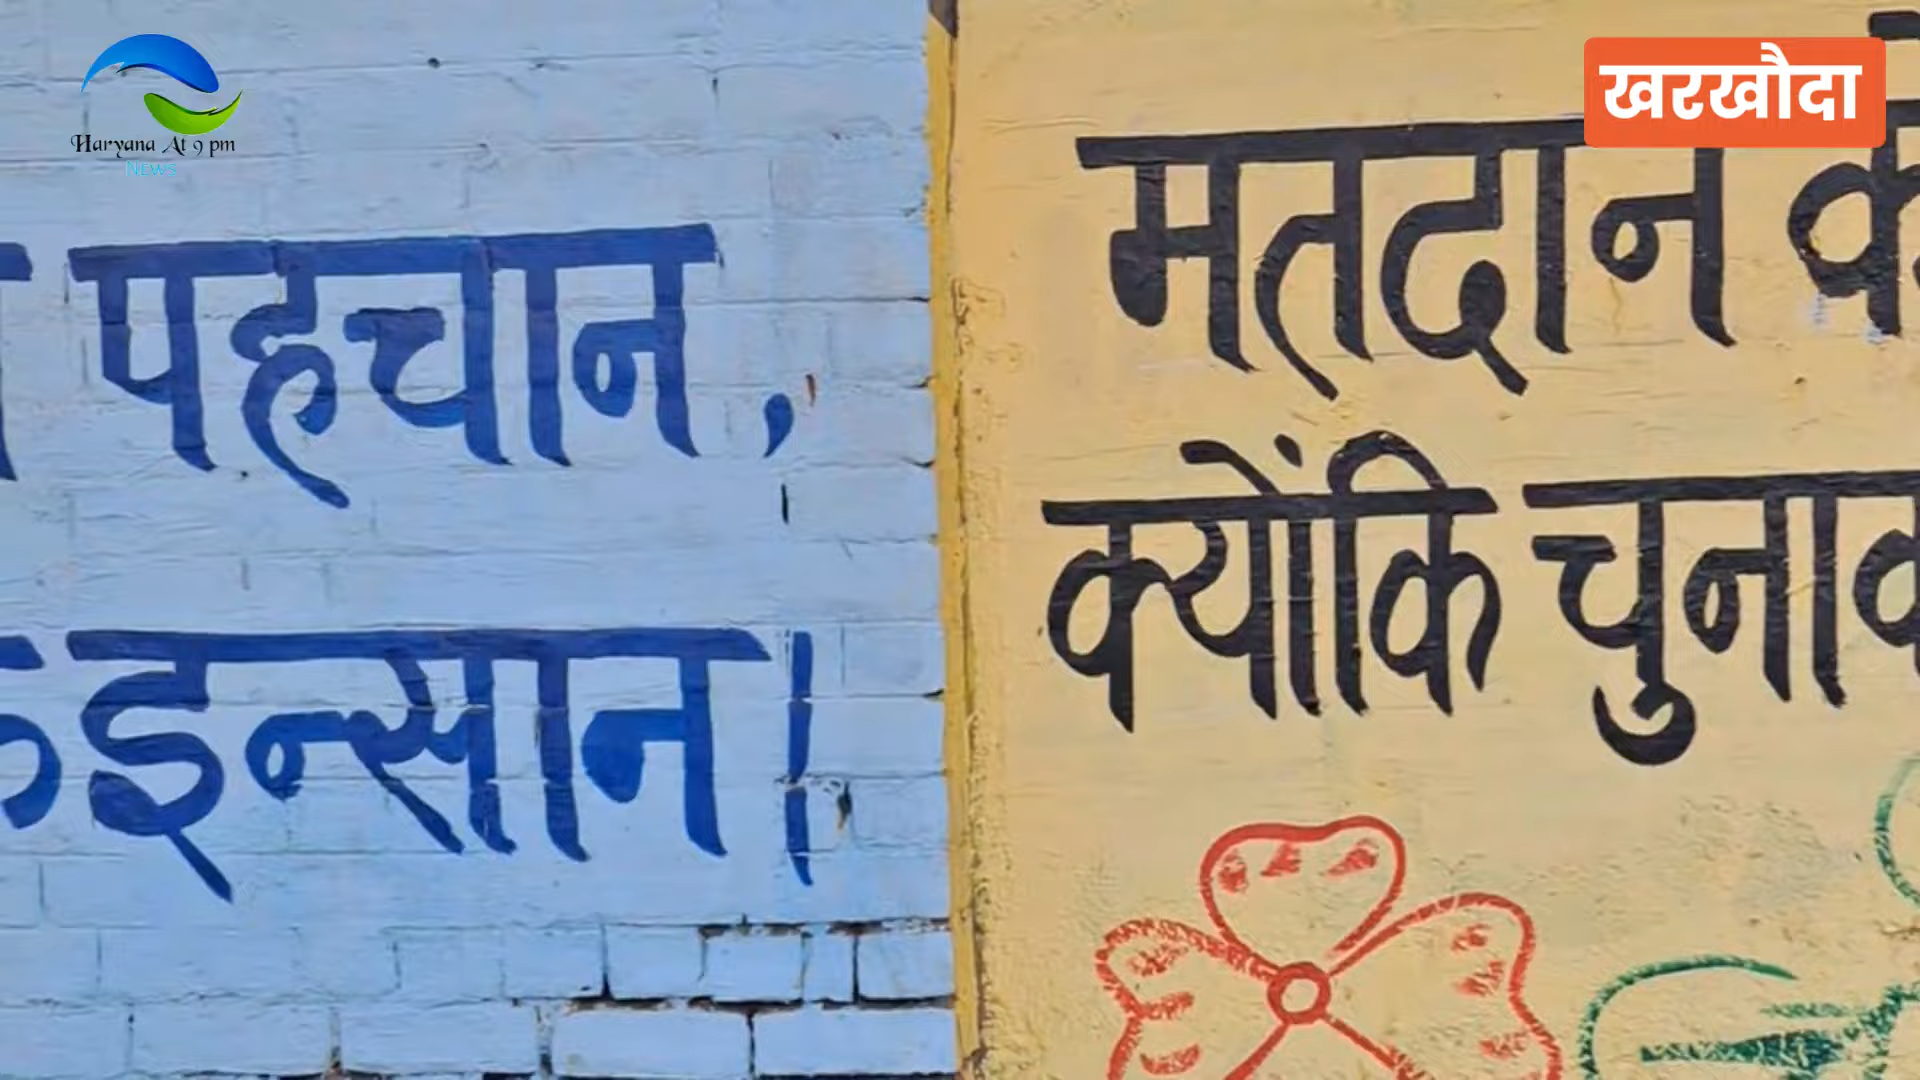 Haryana At 9 pm
NEWS
खरखौदा
पहचान,
इन्सान।
मतदान
क्योंकि चुनाव